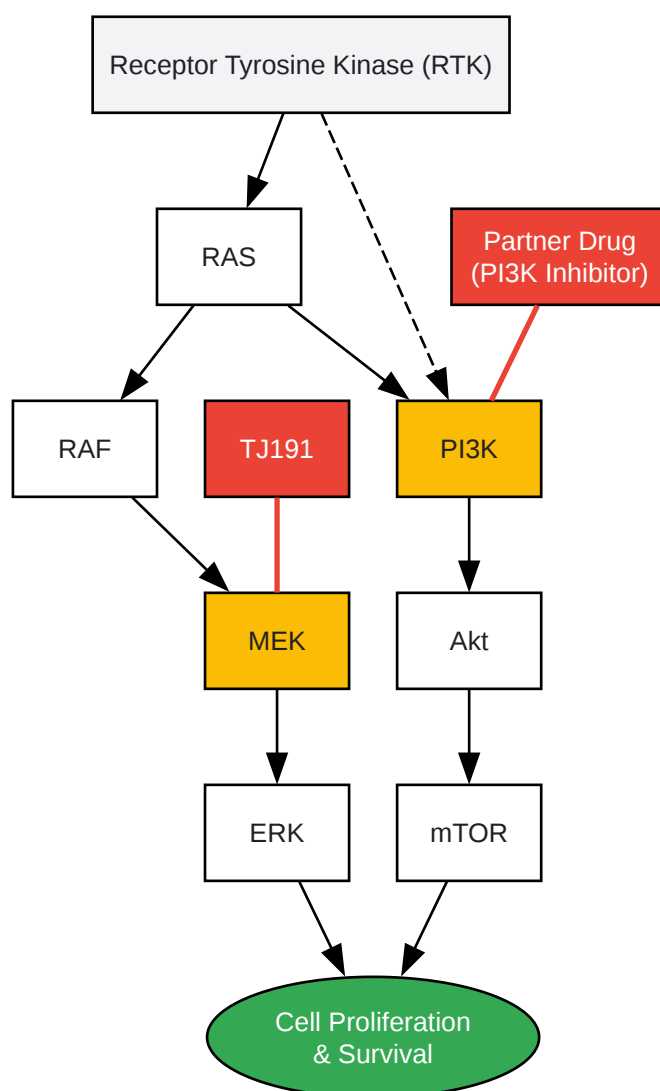 Receptor Tyrosine Kinase (RTK)
RAS
Partner Drug
(PI3K Inhibitor)
RAF
TJ191
PI3K
MEK
Akt
ERK
mTOR
Cell Proliferation
& Survival